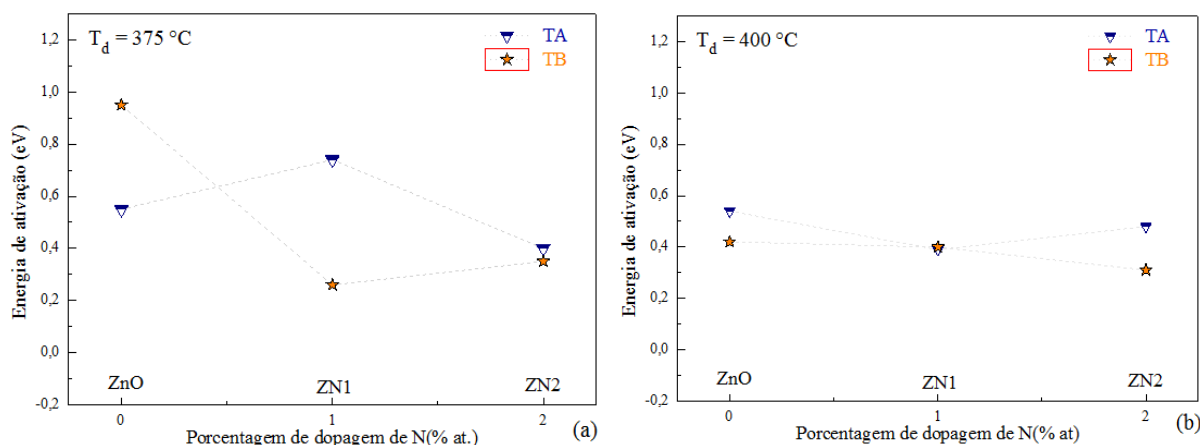 T_d = 375 °C
TA
TB
Energia de ativação (eV)
1,2
1,0
0,8
0,6
0,4
0,2
0,0
-0,2
ZnO
ZN1
ZN2
0
1
2
Porcentagem de dopagem de N(% at.)
(a)
T_d = 400 °C
TA
TB
Energia de ativação (eV)
1,2
1,0
0,8
0,6
0,4
0,2
0,0
-0,2
ZnO
ZN1
ZN2
0
1
2
Porcentagem de dopagem de N(% at)
(b)